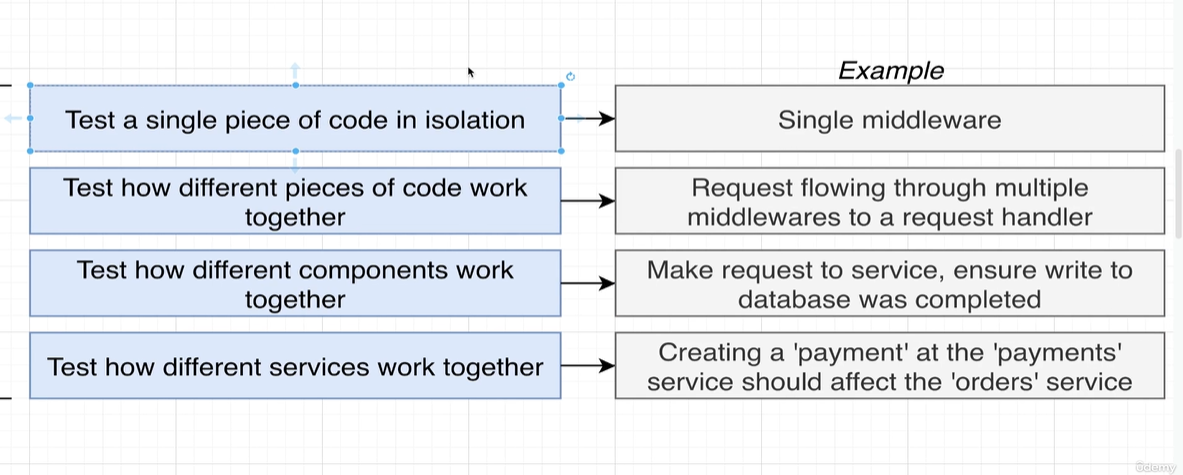 Example
Test a single piece of code in isolation
Single middleware
Test how different pieces of code work
together
Request flowing through multiple
middlewares to a request handler
Test how different components work
together
Make request to service, ensure write to
database was completed
Test how different services work together
Creating a 'payment' at the 'payments'
service should affect the 'orders' service
ûdemy